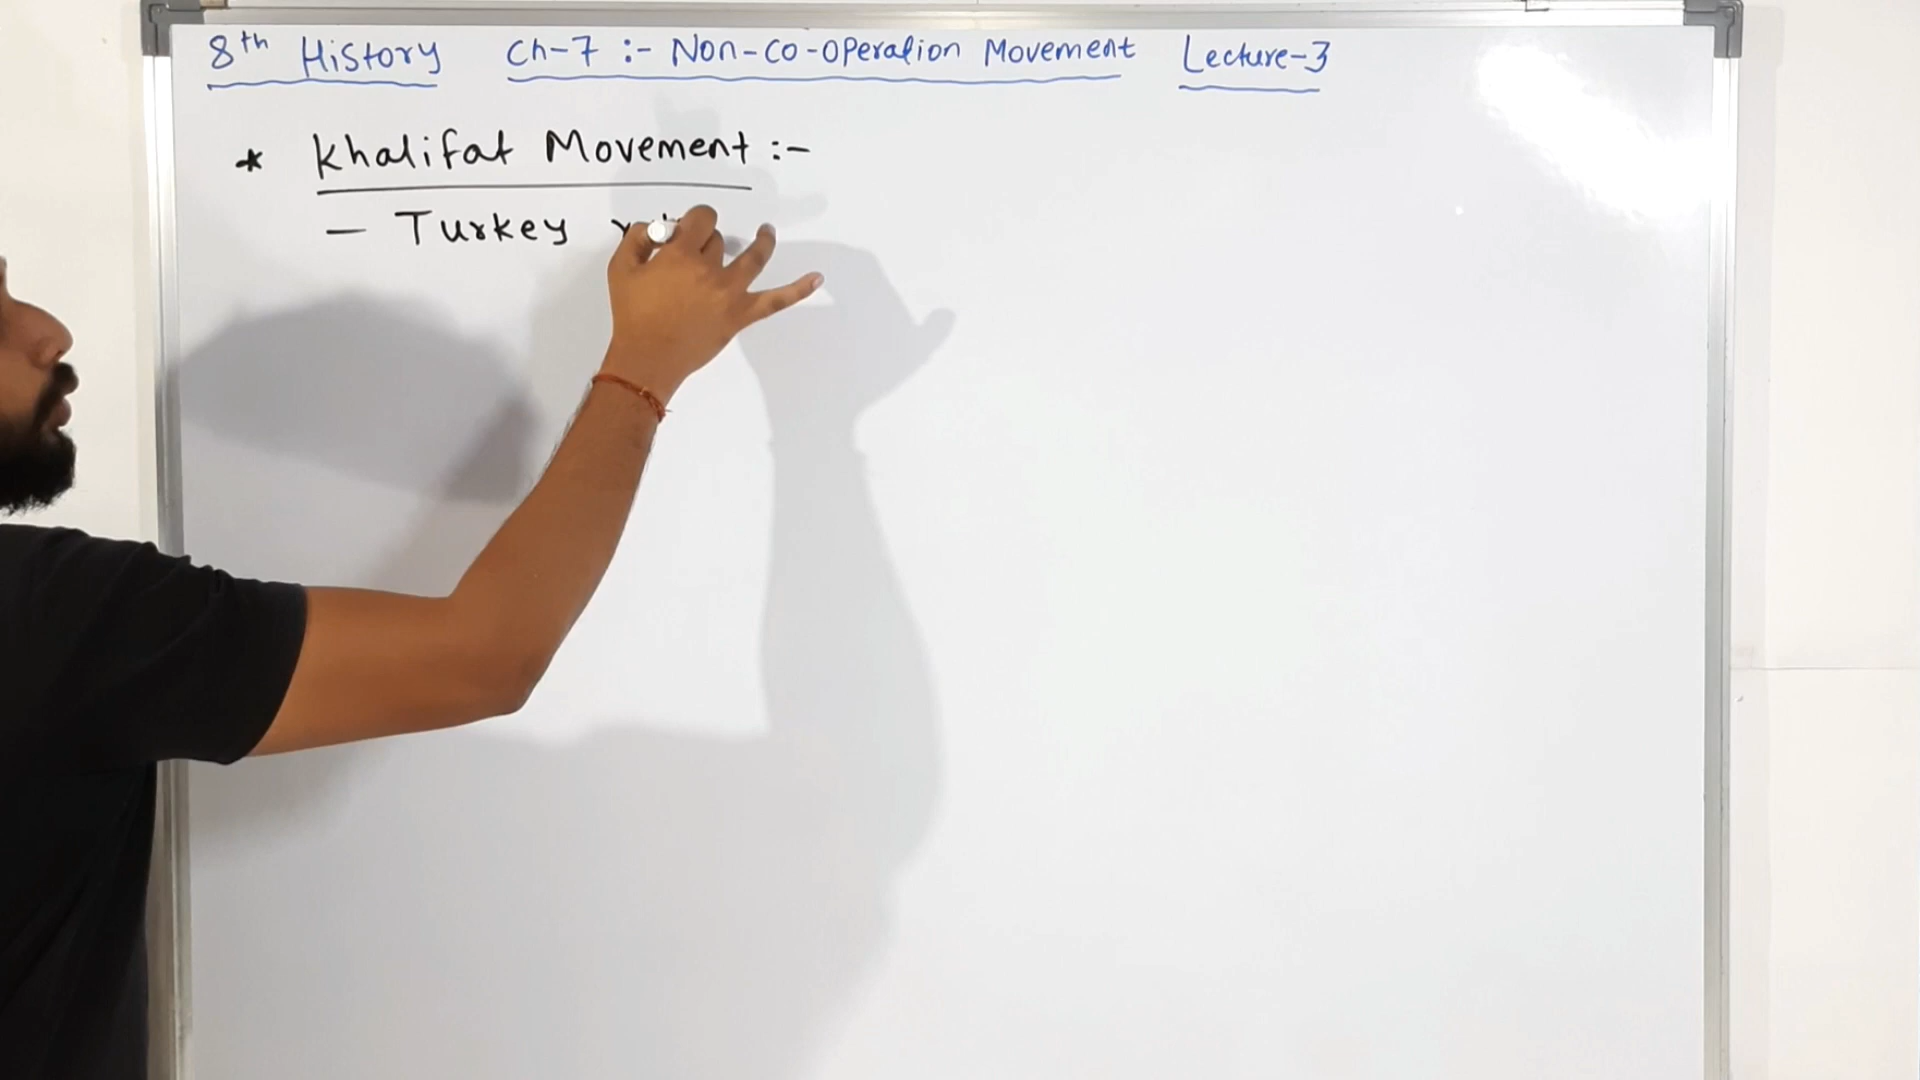 8th History Ch-7 :- Non-Co-Operation Movement Lecture-3
* Khalifat Movement :-
- Turkey